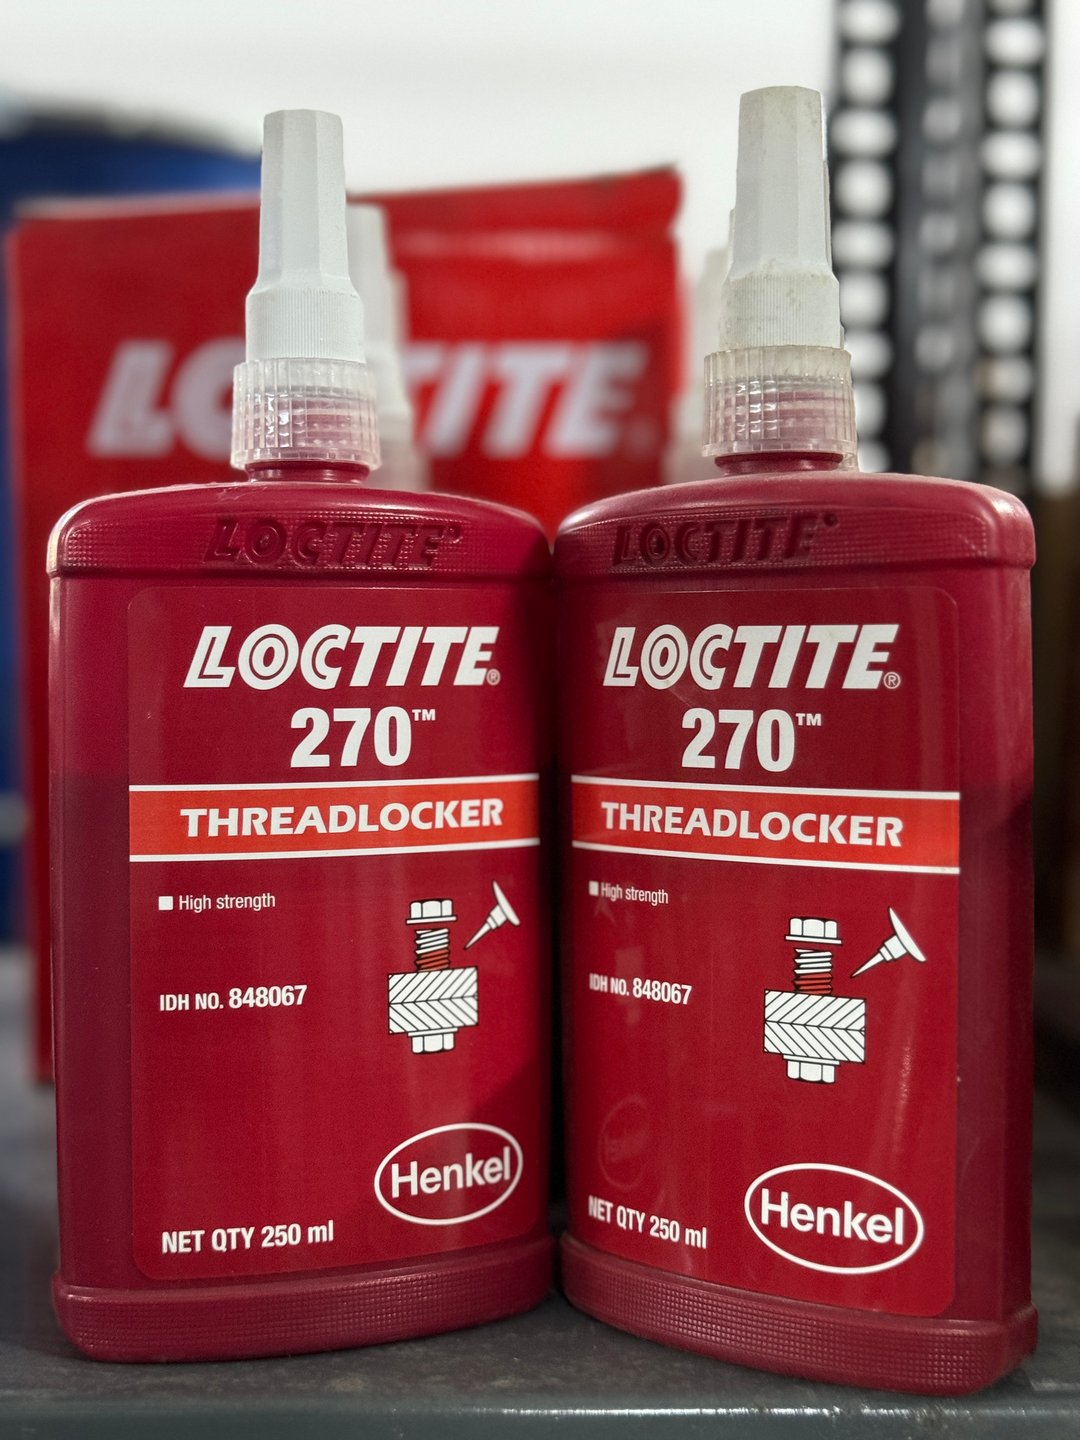 LOCTITE
LOCTITE
LOCTITE®
270™
THREADLOCKER
High strength
IDH NO. 848067
Henkel
NET QTY 250 ml
LOCTITE®
LOCTITE®
270™
THREADLOCKER
High strength
IDH NO. 848067
Henkel
NET QTY 250 ml